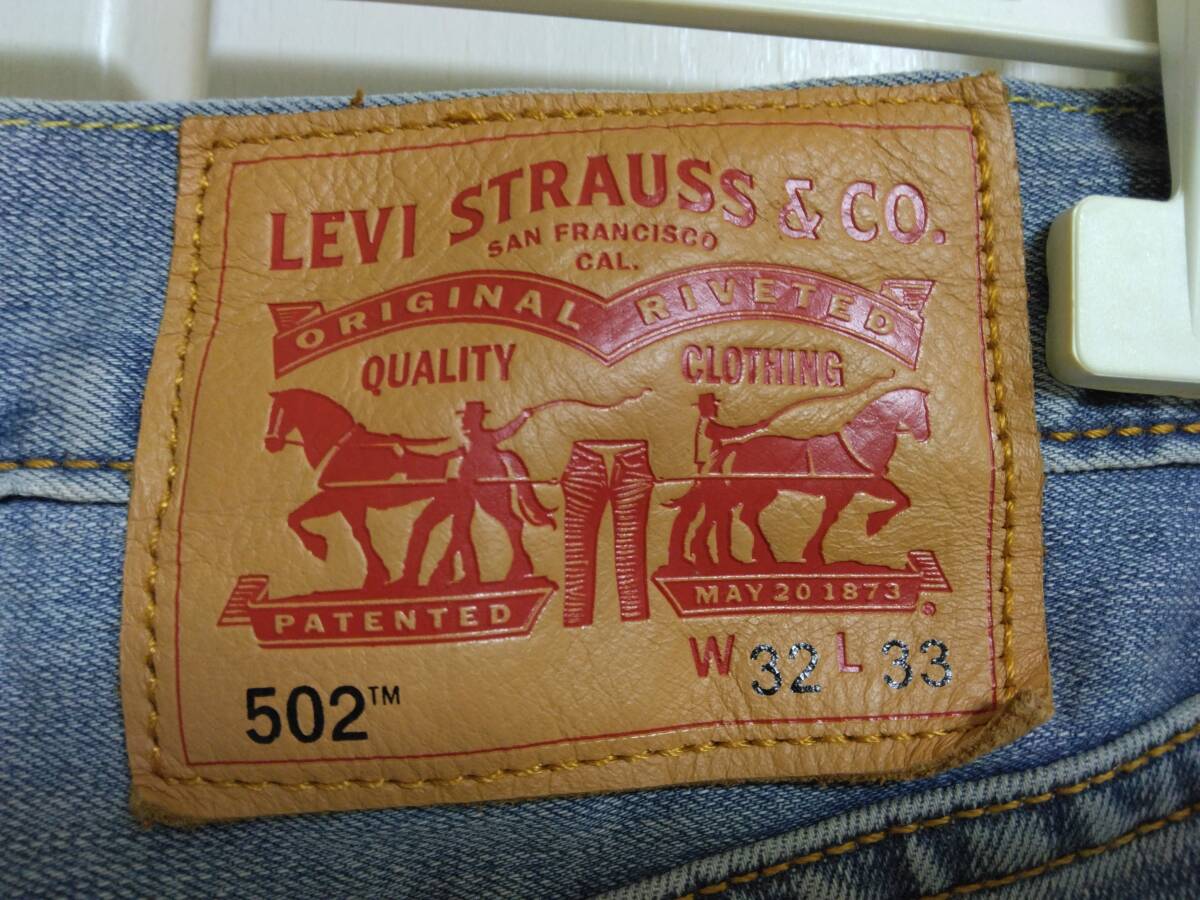 LEVI STRAUSS & CO.
SAN FRANCISCO
CAL.
ORIGINAL RIVETED
QUALITY CLOTHING
PATENTED MAY 20 1873 ®
W 32 L 33
502™